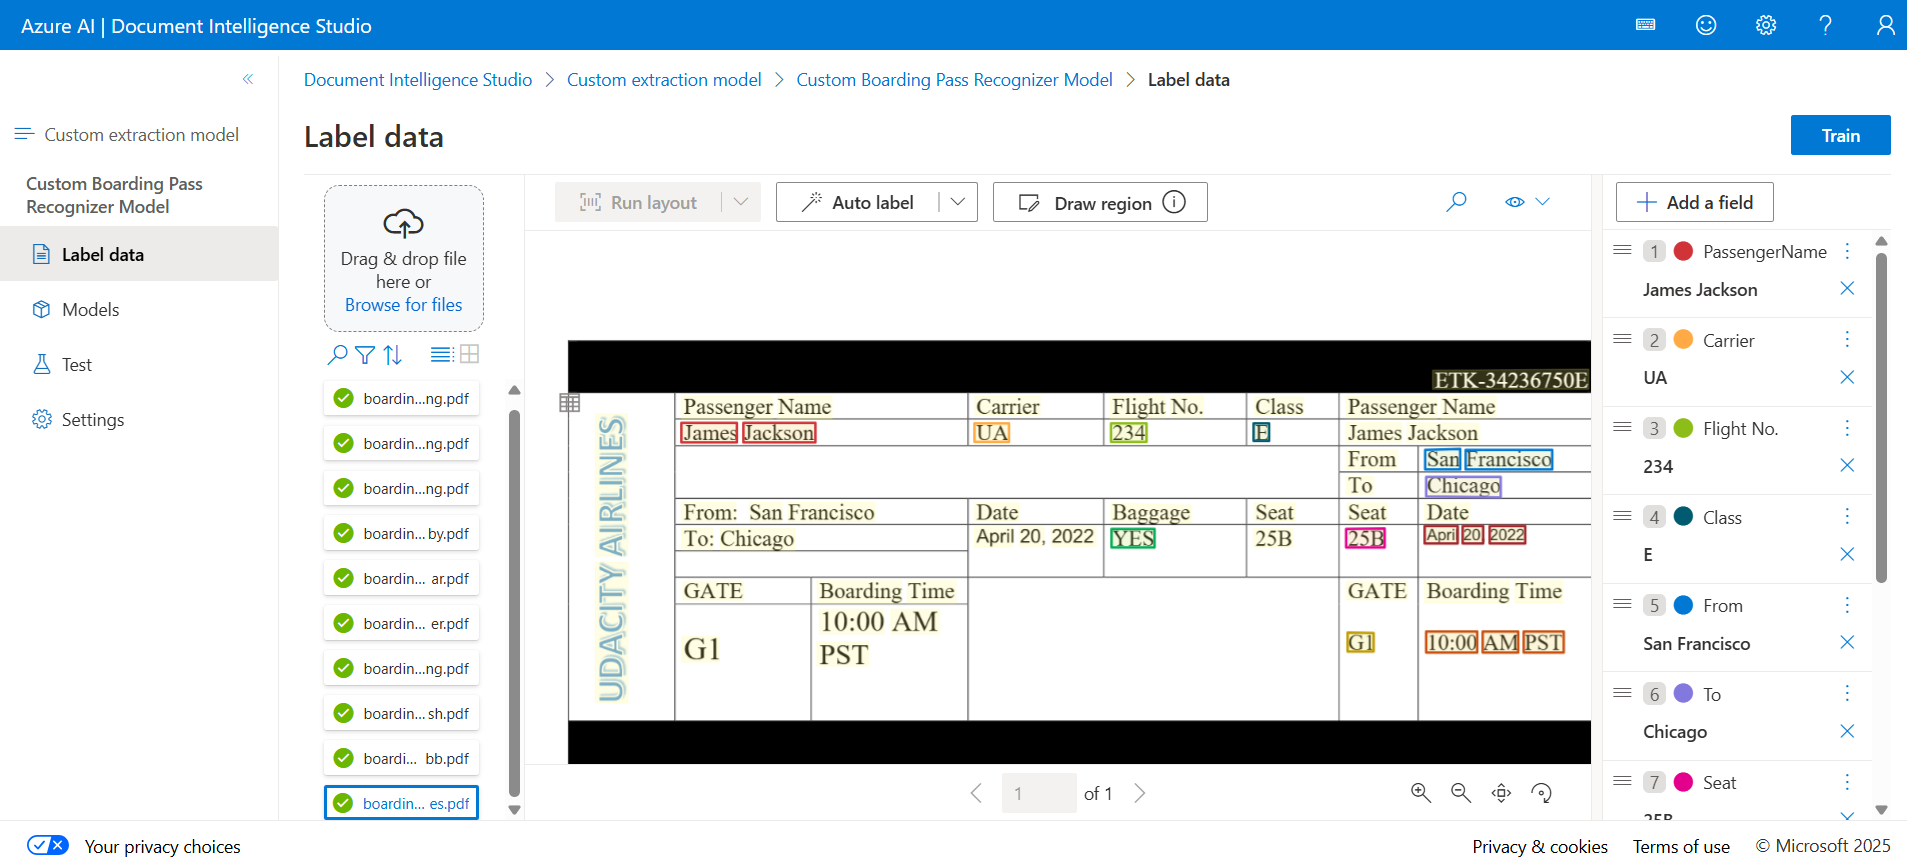 Azure AI | Document Intelligence Studio
Document Intelligence Studio > Custom extraction model > Custom Boarding Pass Recognizer Model > Label data
Custom extraction model
Label data
Train
Custom Boarding Pass
Recognizer Model
Label data
Models
Test
Settings
Drag & drop file
here or
Browse for files
boardin...ng.pdf
boardin...ng.pdf
boardin...ng.pdf
boardin...by.pdf
boardin... ar.pdf
boardin... er.pdf
boardin...ng.pdf
boardin...sh.pdf
boardi... bb.pdf
boardin... es.pdf
Run layout
Auto label
Draw region
ETK-34236750E
UDACITY AIRLINES
Passenger Name Carrier Flight No. Class Passenger Name
James Jackson UA 234 E James Jackson
From San Francisco
To Chicago
From: San Francisco Date Baggage Seat Seat Date
To: Chicago April 20, 2022 YES 25B 25B April 20 2022
GATE Boarding Time GATE Boarding Time
G1 10:00 AM
PST
G1 10:00 AM PST
1 of 1
Add a field
1 PassengerName
James Jackson
2 Carrier
UA
3 Flight No.
234
4 Class
E
5 From
San Francisco
6 To
Chicago
7 Seat
25B
Your privacy choices
Privacy & cookies Terms of use © Microsoft 2025